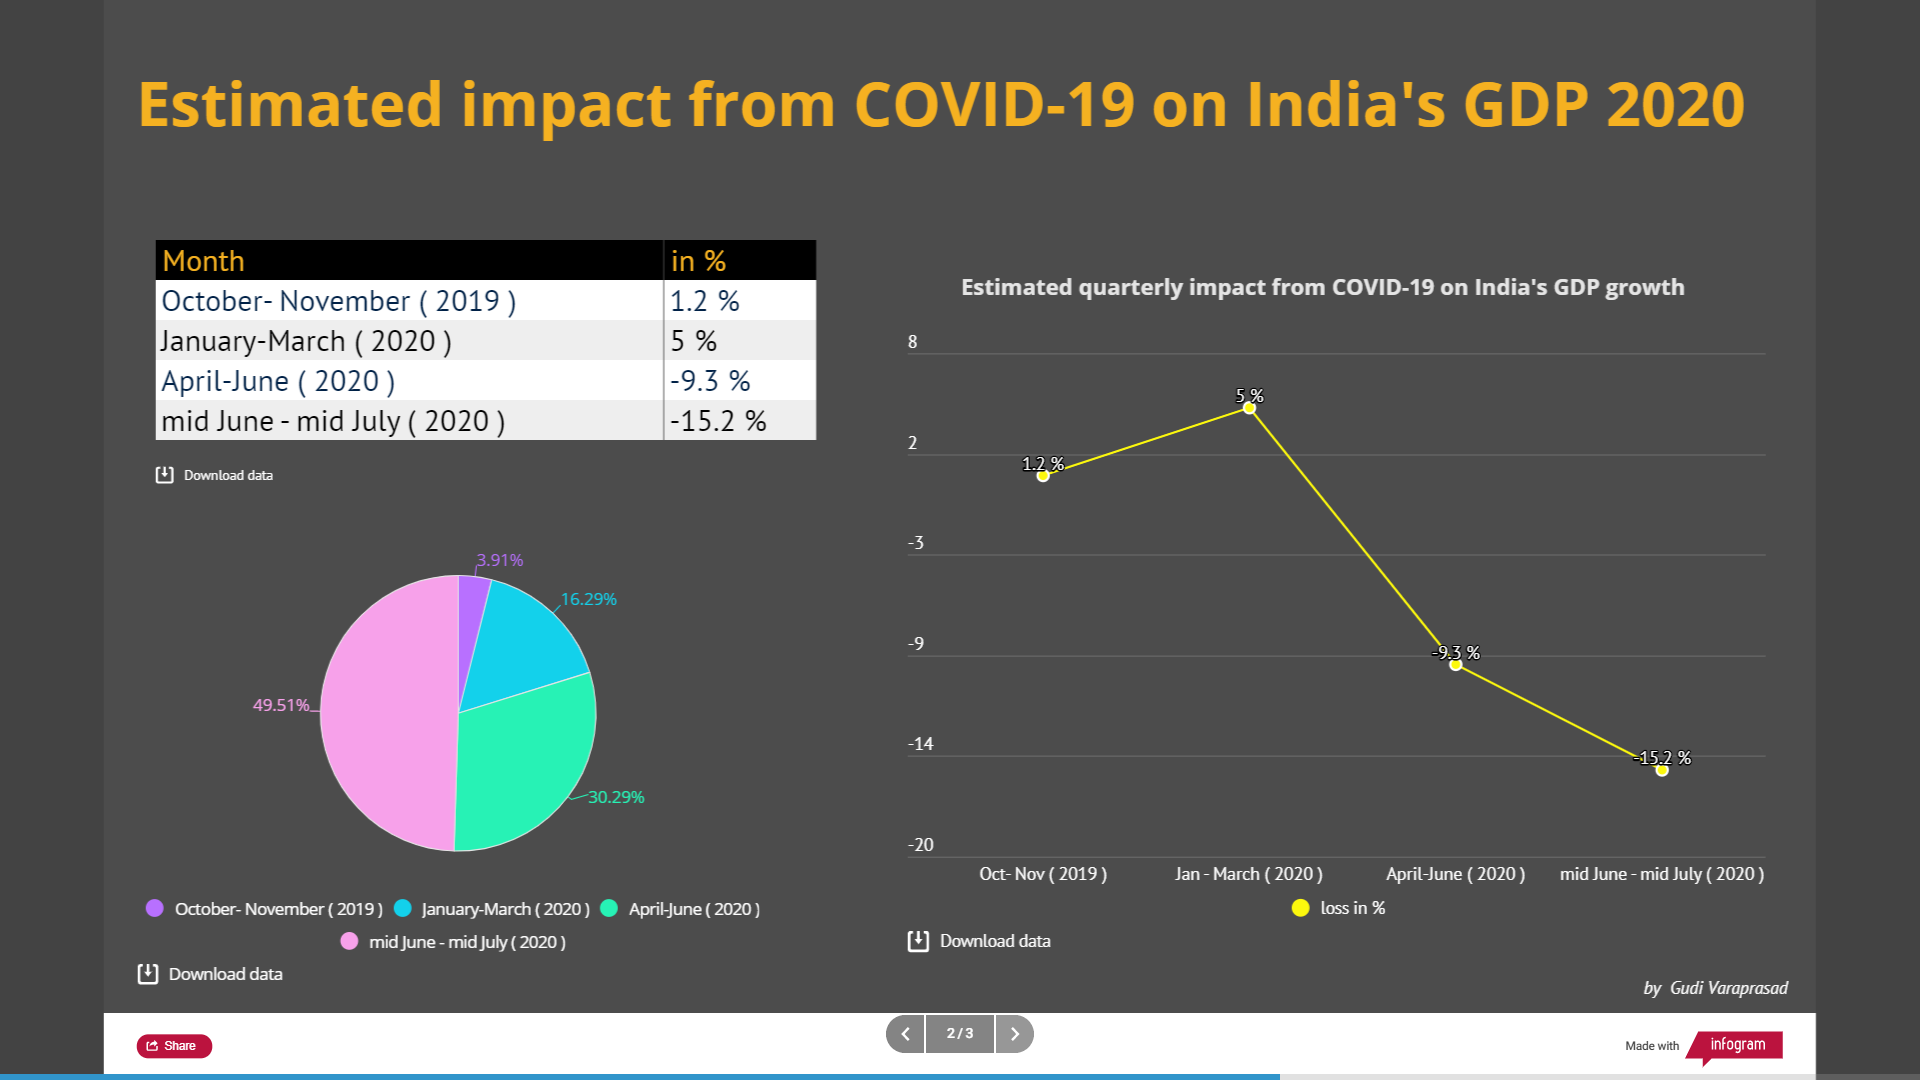 Estimated impact from COVID-19 on India's GDP 2020
Month in %
October- November ( 2019 ) 1.2 %
January-March ( 2020 ) 5 %
April-June ( 2020 ) -9.3 %
mid June - mid July ( 2020 ) -15.2 %
Download data
3.91%
16.29%
49.51%
30.29%
October- November ( 2019 ) January-March ( 2020 ) April-June ( 2020 )
mid June - mid July ( 2020 )
Download data
Estimated quarterly impact from COVID-19 on India's GDP growth
8
5 %
2
1.2 %
-3
-9
-9.3 %
-14
-15.2 %
-20
Oct- Nov ( 2019 ) Jan - March ( 2020 ) April-June ( 2020 ) mid June - mid July ( 2020 )
loss in %
Download data
by Gudi Varaprasad
Share
2 / 3
Made with infogram